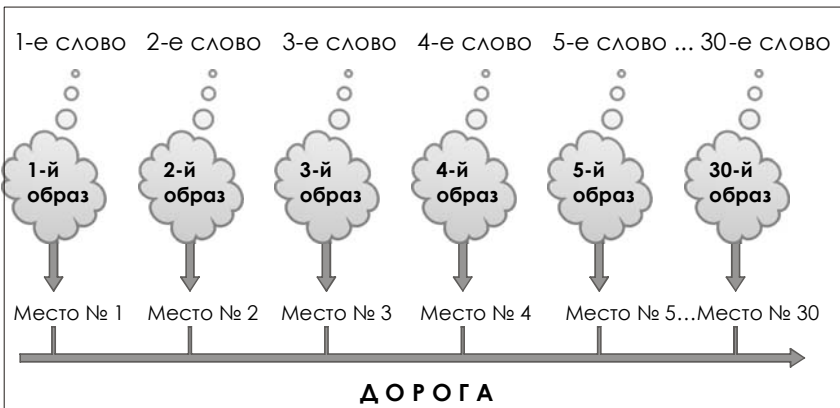 1-е слово 2-е слово 3-е слово 4-е слово 5-е слово ... 30-е слово
1-й образ 2-й образ 3-й образ 4-й образ 5-й образ 30-й образ
Место № 1 Место № 2 Место № 3 Место № 4 Место № 5...Место № 30
ДОРОГА